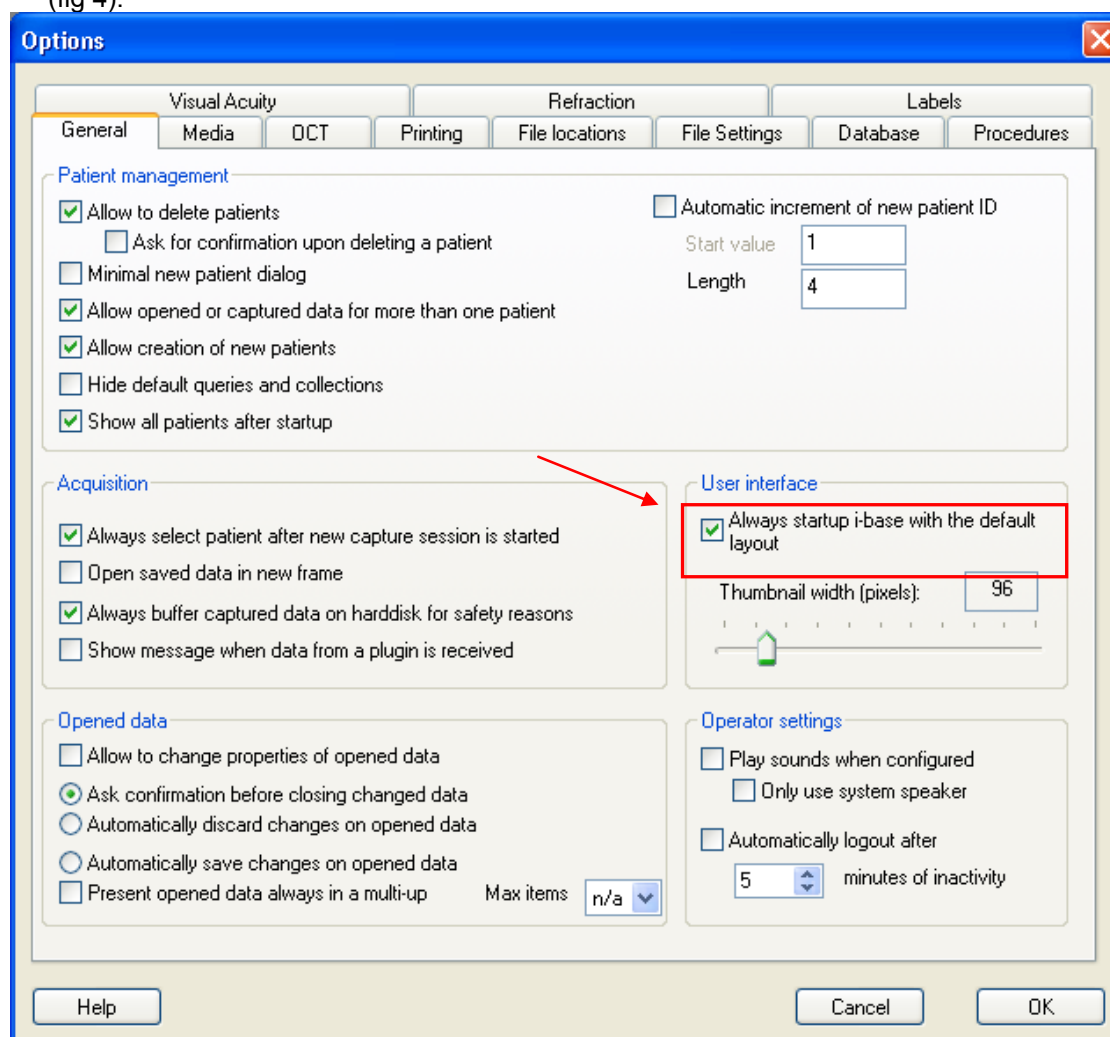 (fig 4).
Options
Visual Acuity Refraction Labels
General Media OCT Printing File locations File Settings Database Procedures
Patient management
Allow to delete patients
Ask for confirmation upon deleting a patient
Minimal new patient dialog
Allow opened or captured data for more than one patient
Allow creation of new patients
Hide default queries and collections
Show all patients after startup
Automatic increment of new patient ID
Start value 1
Length 4
Acquisition
Always select patient after new capture session is started
Open saved data in new frame
Always buffer captured data on harddisk for safety reasons
Show message when data from a plugin is received
User interface
Always startup i-base with the default
layout
Thumbnail width (pixels): 96
Opened data
Allow to change properties of opened data
Ask confirmation before closing changed data
Automatically discard changes on opened data
Automatically save changes on opened data
Present opened data always in a multi-up Max items n/a
Operator settings
Play sounds when configured
Only use system speaker
Automatically logout after
5 minutes of inactivity
Help Cancel OK